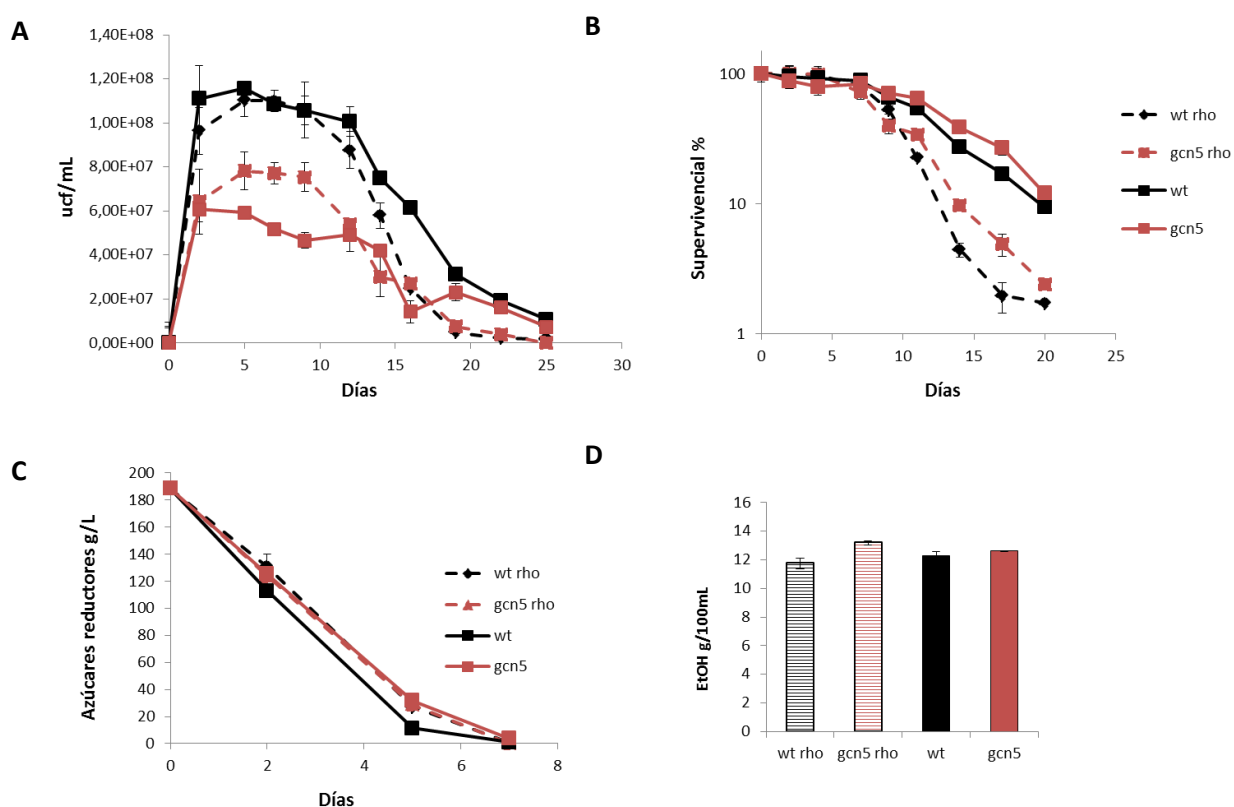 A
1,40E+08
1,20E+08
1,00E+08
8,00E+07
6,00E+07
4,00E+07
2,00E+07
0,00E+00
ucf/mL
0 5 10 15 20 25 30
Días
B
100
10
1
Supervivencial %
0 5 10 15 20 25
Días
wt rho
gcn5 rho
wt
gcn5
C
200
180
160
140
120
100
80
60
40
20
0
Azúcares reductores g/L
0 2 4 6 8
Días
wt rho
gcn5 rho
wt
gcn5
D
16
14
12
10
8
6
4
2
0
EtOH g/100mL
wt rho gcn5 rho wt gcn5